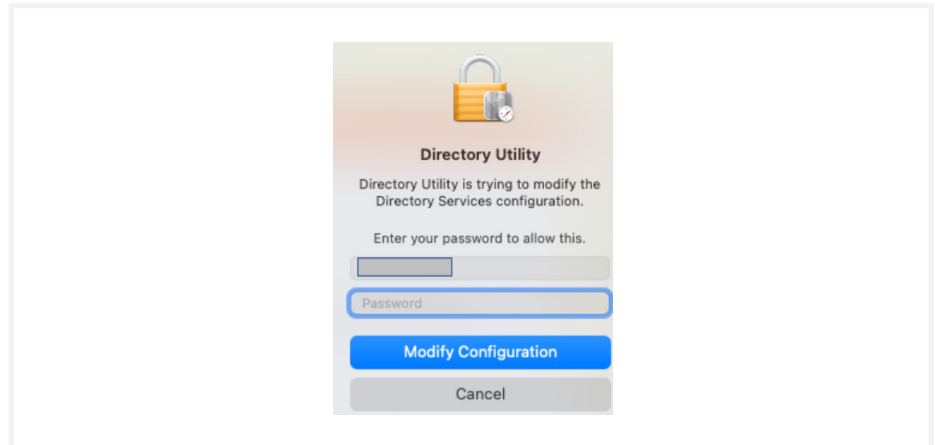 Directory Utility
Directory Utility is trying to modify the
Directory Services configuration.
Enter your password to allow this.
Password
Modify Configuration
Cancel